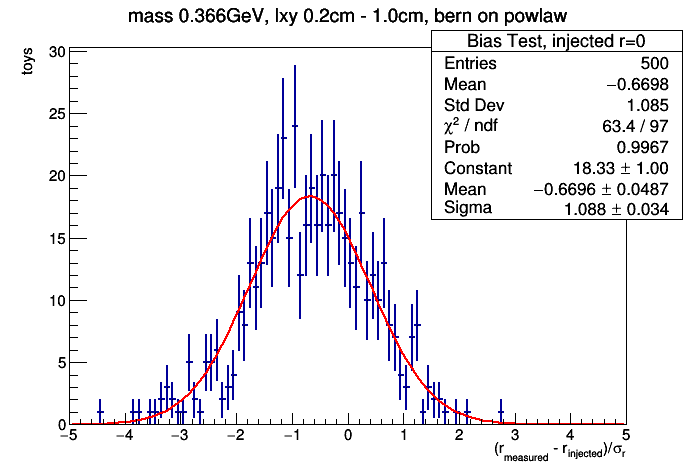 mass 0.366GeV, lxy 0.2cm - 1.0cm, bern on powlaw
toys
Bias Test, injected r=0
Entries 500
Mean −0.6698
Std Dev 1.085
χ² / ndf 63.4 / 97
Prob 0.9967
Constant 18.33 ± 1.00
Mean −0.6696 ± 0.0487
Sigma 1.088 ± 0.034
30
25
20
15
10
5
0
−5 −4 −3 −2 −1 0 1 2 3 4 5
(r_measured - r_injected)/σ_r